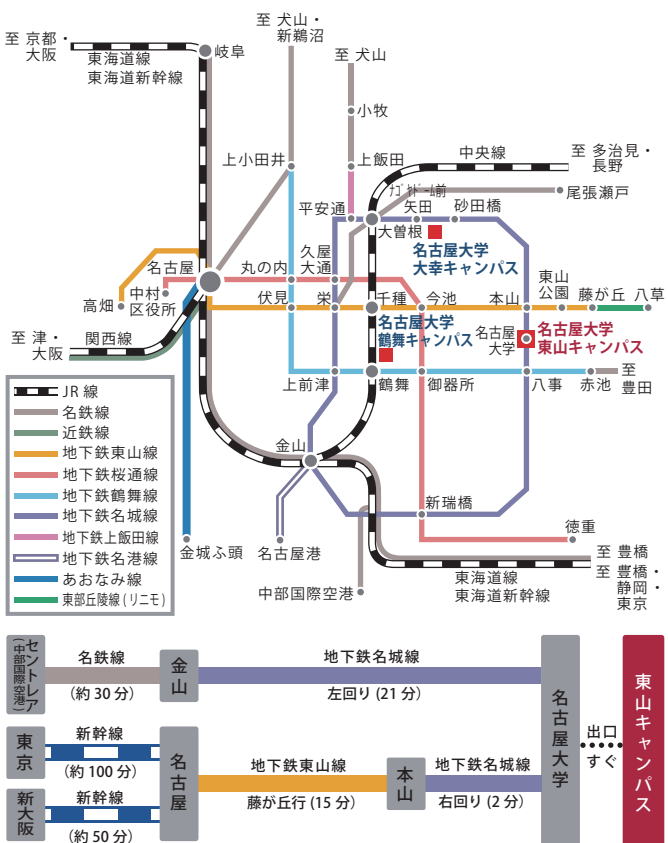 至 犬山・
新鵜沼
至 京都・
大阪
東海道線
東海道新幹線
岐阜
至 犬山
小牧
上小田井
上飯田
中央線
至 多治見・
長野
ナゴヤドーム前
尾張瀬戸
平安通
矢田
砂田橋
大曽根
名古屋大学
大幸キャンパス
名古屋
丸の内
久屋
大通
高畑
中村
区役所
伏見
栄
千種
今池
本山
東山
公園
藤が丘
八草
至 津・
大阪
関西線
名古屋大学
鶴舞キャンパス
名古屋
大学
名古屋大学
東山キャンパス
上前津
鶴舞
御器所
八事
赤池
至
豊田
JR 線
名鉄線
近鉄線
地下鉄東山線
地下鉄桜通線
地下鉄鶴舞線
地下鉄名城線
地下鉄上飯田線
地下鉄名港線
あおなみ線
東部丘陵線 (リニモ)
金山
新瑞橋
金城ふ頭
名古屋港
徳重
中部国際空港
東海道線
東海道新幹線
至 豊橋
至 豊橋・
静岡・
東京
セントレア
(中部国際空港)
名鉄線
(約 30 分)
金山
地下鉄名城線
左回り (21 分)
名古屋大学
出口
すぐ
東山キャンパス
東京
新幹線
(約 100 分)
名古屋
地下鉄東山線
藤が丘行 (15 分)
本山
地下鉄名城線
右回り (2 分)
新大阪
新幹線
(約 50 分)